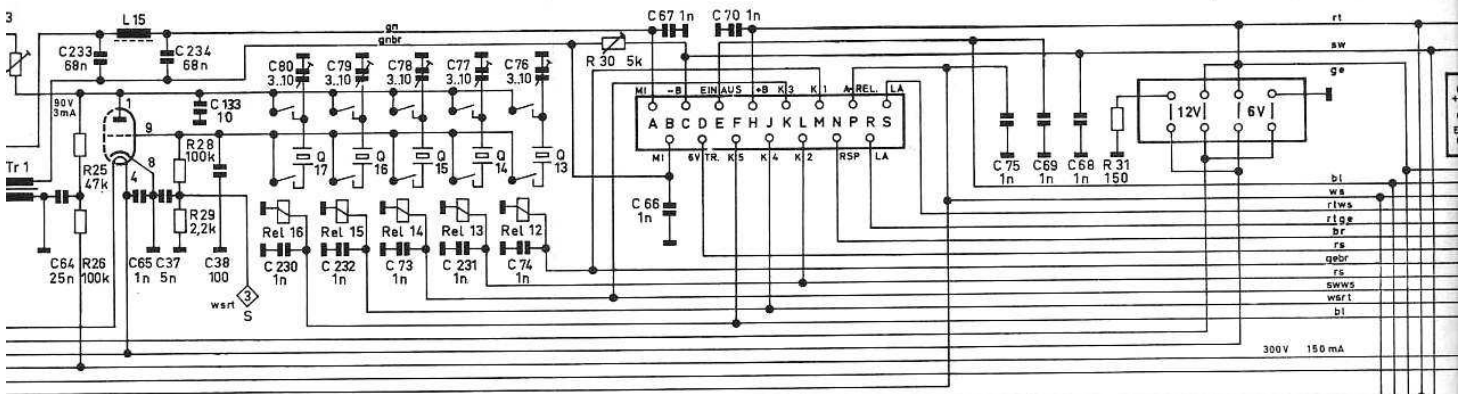 3
L 15
gn
gnbr
C 67 1n
C 70 1n
rt
sw
ge
C233
68n
C 234
68n
C80
3..10
C79
3..10
C78
3..10
C77
3..10
C76
3..10
R 30 5k
90V
3mA
1
C 133
10
9
8
4
MI
-B
EIN AUS
+B
K 3
K 1
A-REL.
LA
A B C D E F H J K L M N P R S
MI
6V TR.
K 5
K 4
K 2
RSP
LA
12V
6V
Tr 1
R25
47k
R28
100k
Q
17
Q
16
Q
15
Q
14
Q
13
C 75
1n
C69
1n
C68
1n
R 31
150
R29
2,2k
C 66
1n
Rel 16
Rel 15
Rel 14
Rel 13
Rel 12
C64
25n
R26
100k
C65
1n
C37
5n
C38
100
C 230
1n
C 232
1n
C 73
1n
C 231
1n
C 74
1n
wsrt
3
S
bl
ws
rtws
rtge
br
rs
gebr
rs
swws
wsrt
bl
300V 150 mA